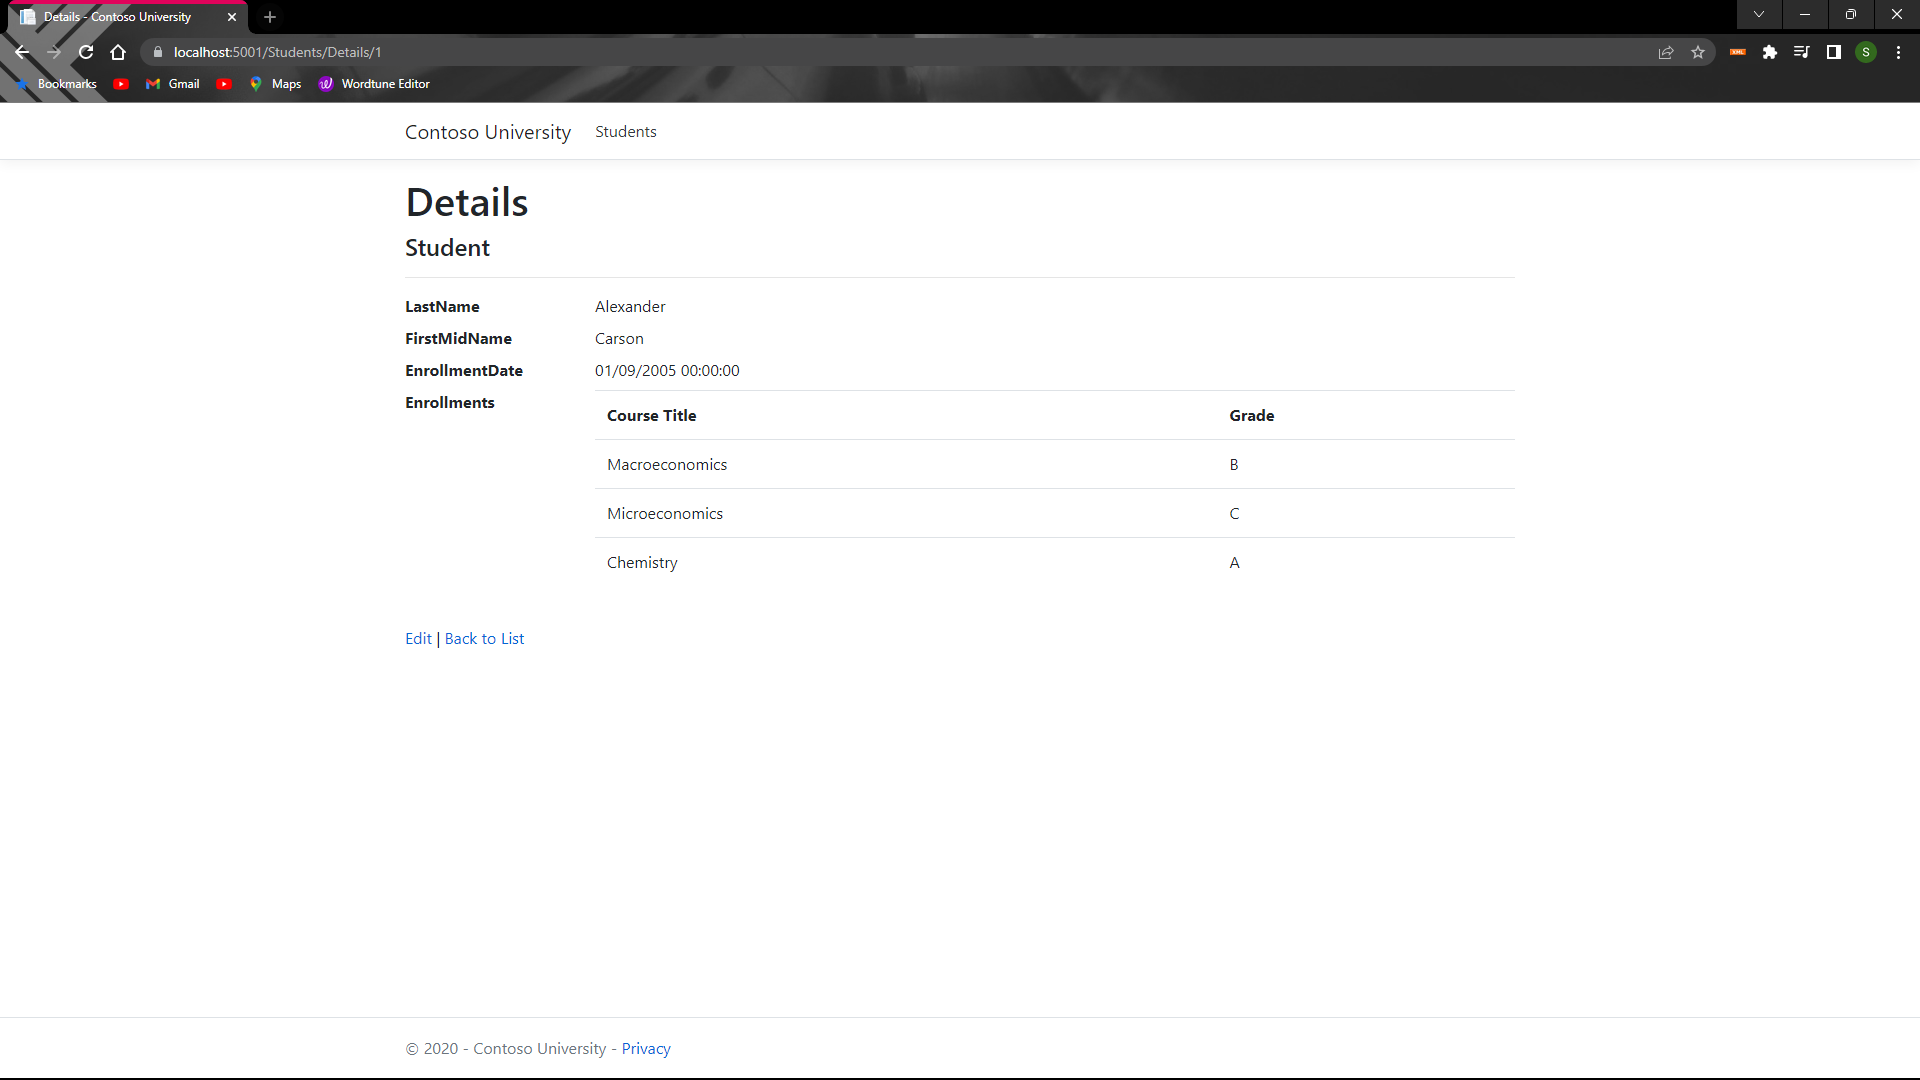 Details - Contoso University
localhost:5001/Students/Details/1
S
Bookmarks Gmail Maps Wordtune Editor
Contoso University Students
Details
Student
LastName Alexander
FirstMidName Carson
EnrollmentDate 01/09/2005 00:00:00
Enrollments
Course Title Grade
Macroeconomics B
Microeconomics C
Chemistry A
Edit | Back to List
© 2020 - Contoso University - Privacy